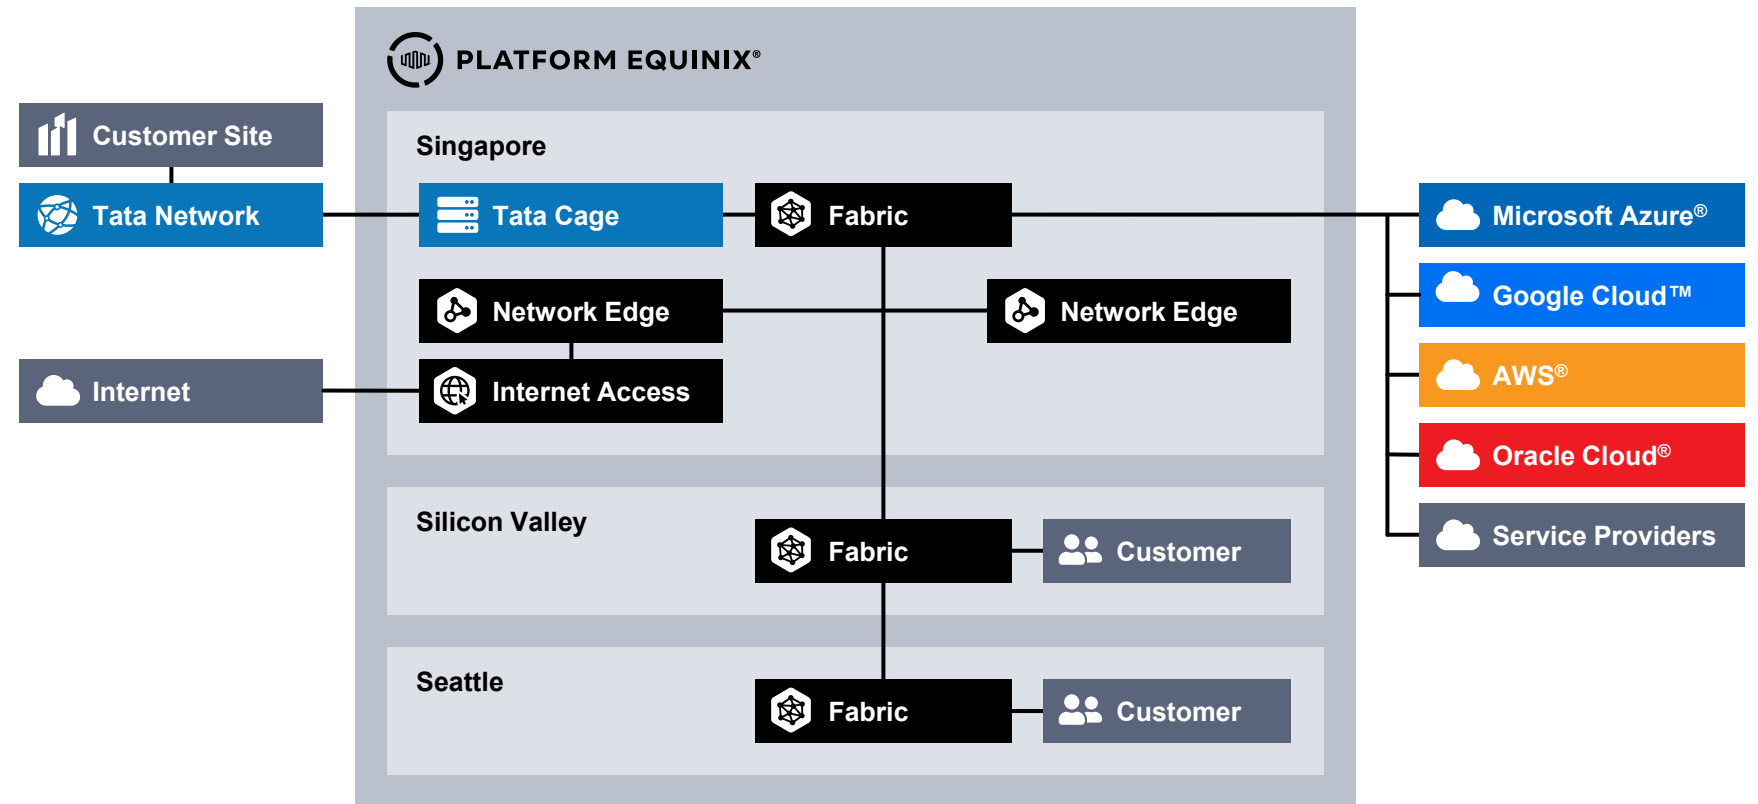 PLATFORM EQUINIX®
Customer Site
Singapore
Tata Network
Tata Cage
Fabric
Microsoft Azure®
Network Edge
Network Edge
Google Cloud™
Internet
Internet Access
AWS®
Oracle Cloud®
Silicon Valley
Fabric
Customer
Service Providers
Seattle
Fabric
Customer